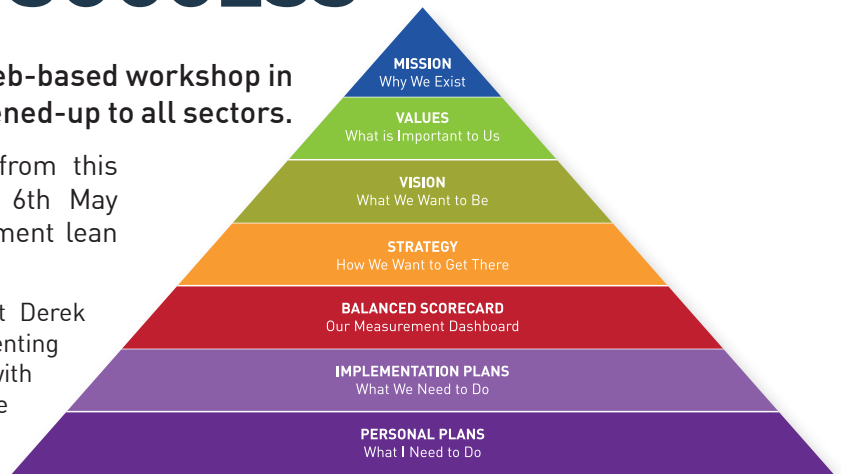 eb-based workshop in
ened-up to all sectors.
from this
6th May
ment lean
t Derek
enting
with
e
MISSION
Why We Exist
VALUES
What is Important to Us
VISION
What We Want to Be
STRATEGY
How We Want to Get There
BALANCED SCORECARD
Our Measurement Dashboard
IMPLEMENTATION PLANS
What We Need to Do
PERSONAL PLANS
What I Need to Do